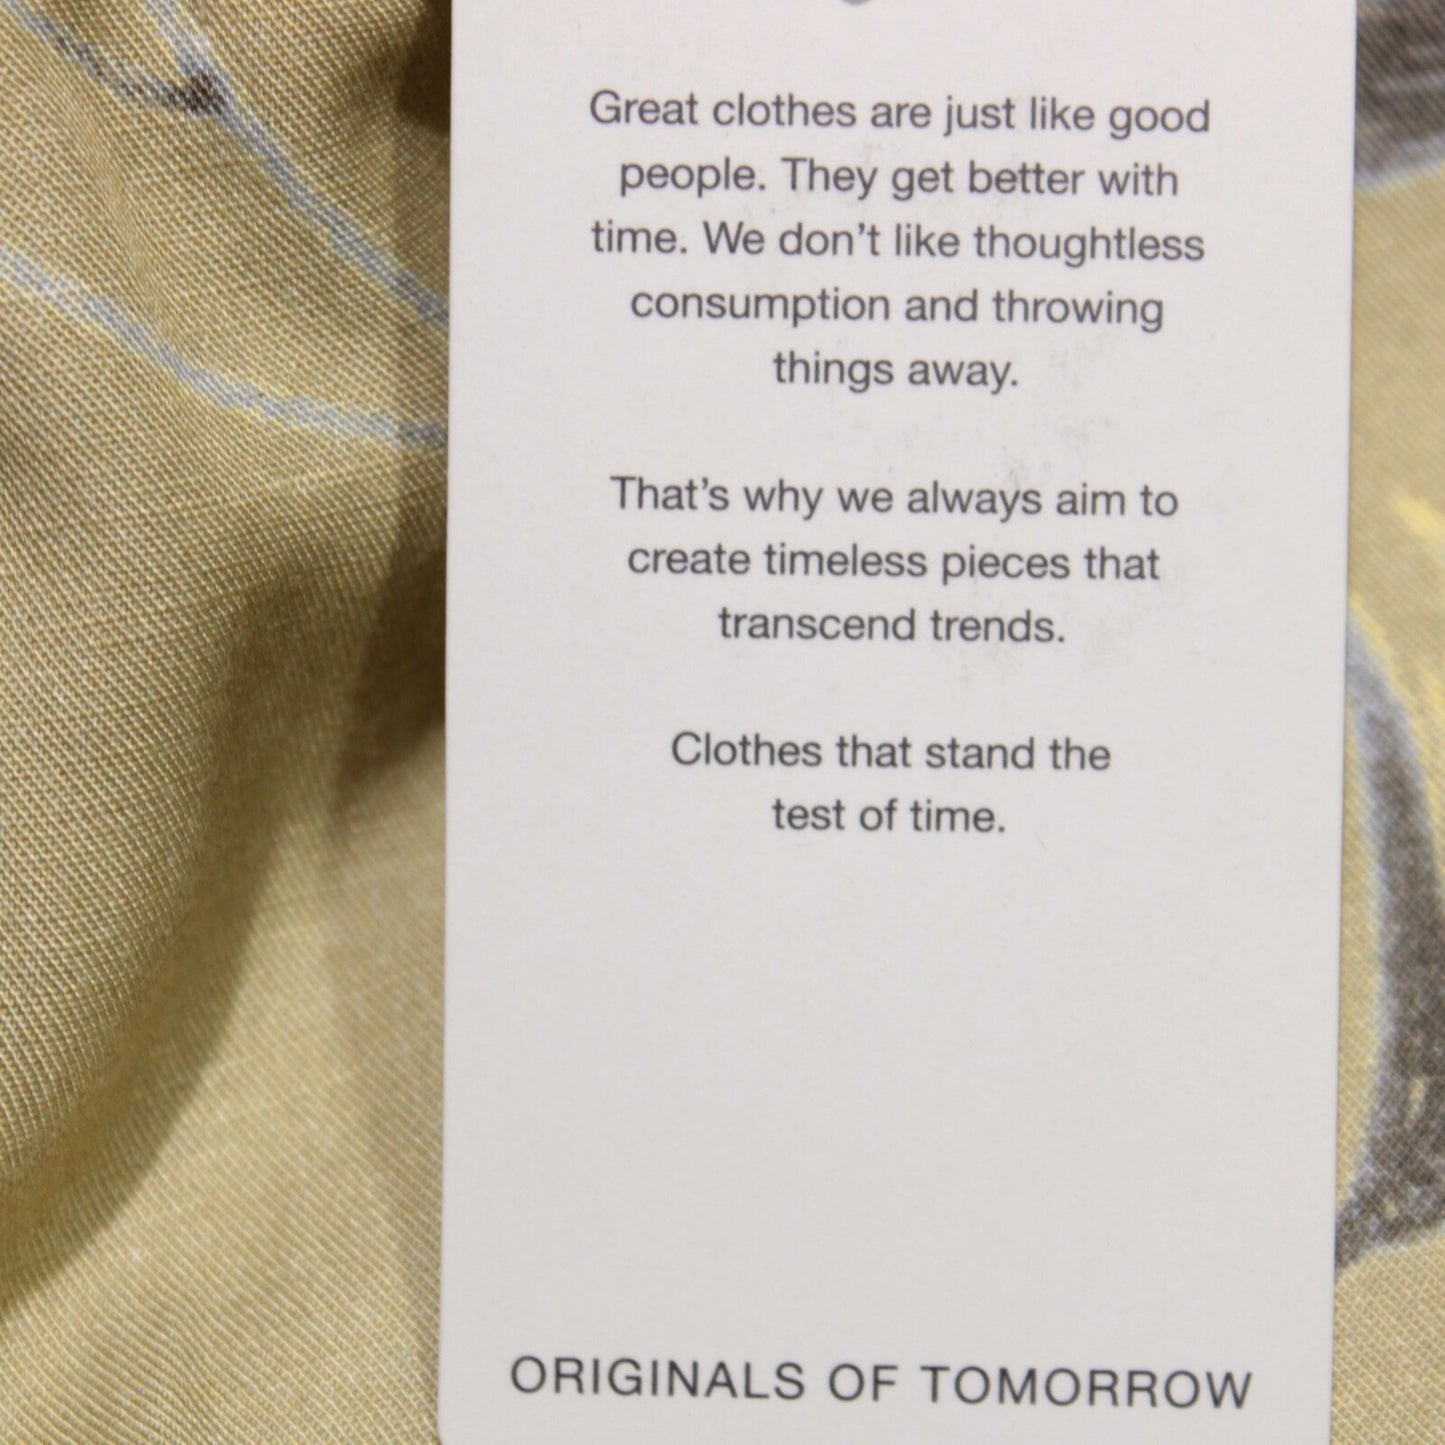 Great clothes are just like good
people. They get better with
time. We don’t like thoughtless
consumption and throwing
things away.
That’s why we always aim to
create timeless pieces that
transcend trends.
Clothes that stand the
test of time.
ORIGINALS OF TOMORROW